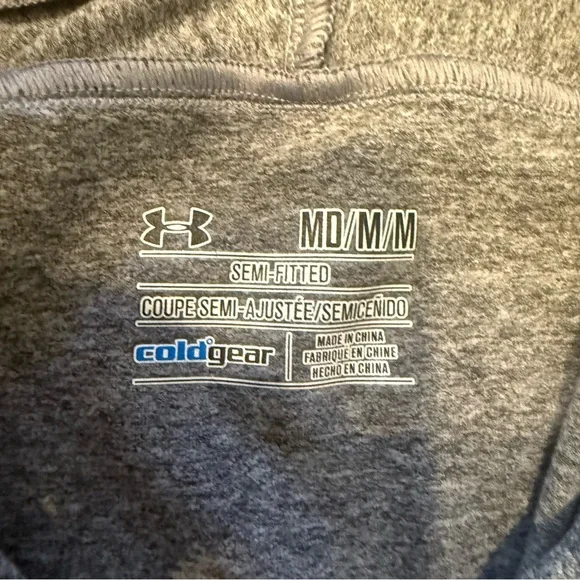 MD/M/M
SEMI-FITTED
COUPE SEMI-AJUSTÉE/SEMICEÑIDO
coldgear
MADE IN CHINA
FABRIQUÉ EN CHINE
HECHO EN CHINA